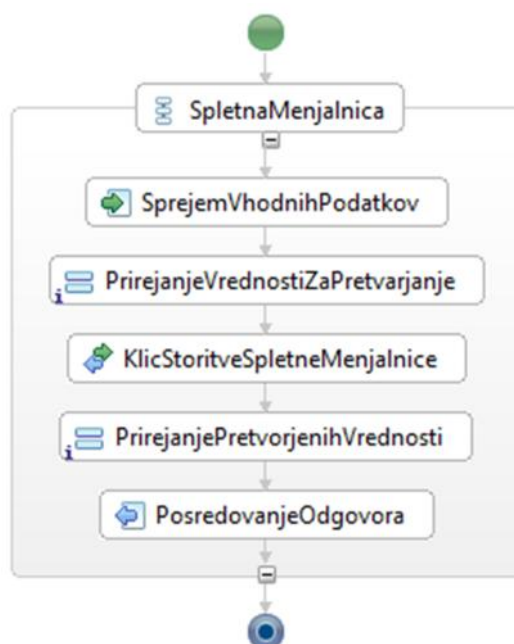 SpletnaMenjalnica
SprejemVhodnihPodatkov
i PrirejanjeVrednostiZaPretvarjanje
KlicStoritveSpletneMenjalnice
i PrirejanjePretvorjenihVrednosti
PosredovanjeOdgovora